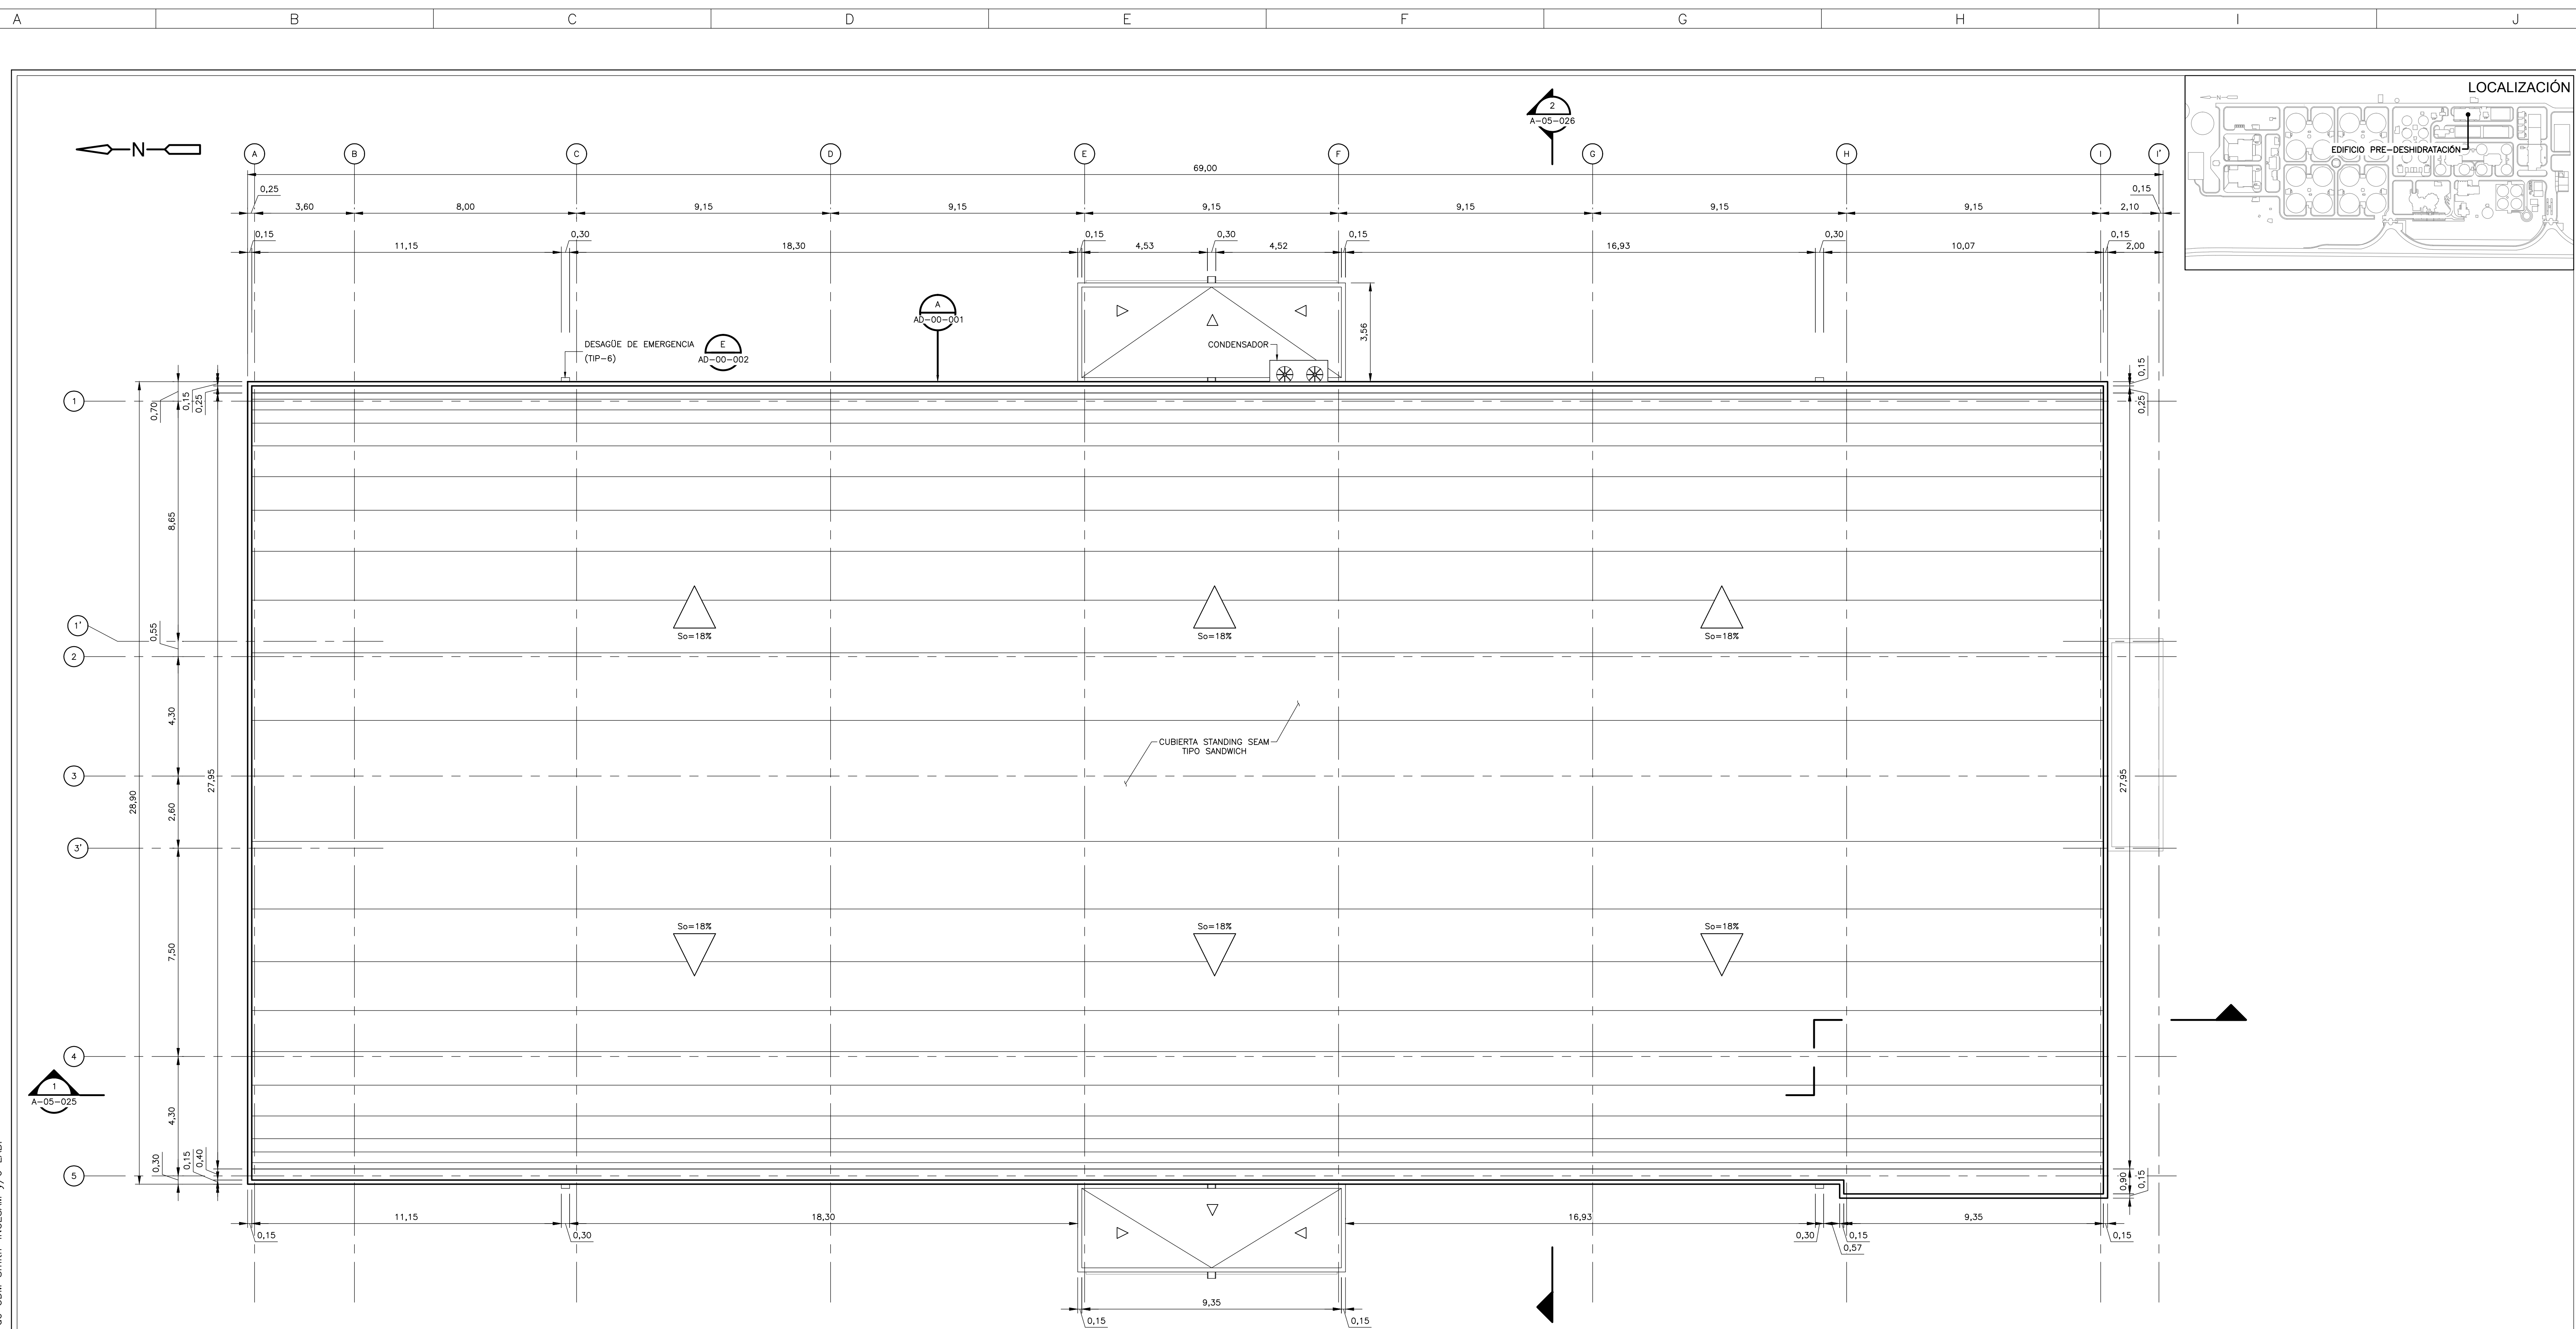 A B C D E F G H I J
LOCALIZACIÓN
N
EDIFICIO PRE-DESHIDRATACIÓN
N
2
A-05-026
A B C D E F G H I I'
69,00
0,25
0,15
3,60 8,00 9,15 9,15 9,15 9,15 9,15 9,15 2,10
0,15 0,30 0,15 0,30 0,15 0,30 0,15
11,15 18,30 4,53 4,52 16,93 10,07 2,00
A
AD-00-001
3,56
DESAGÜE DE EMERGENCIA
(TIP-6)
E
AD-00-002
CONDENSADOR
1
0,70 0,15 0,25
0,15
0,25
8,65
So=18% So=18% So=18%
1'
0,55
2
4,30
CUBIERTA STANDING SEAM
TIPO SANDWICH
3
28,90 2,60 27,95
27,95
3'
So=18% So=18% So=18%
7,50
4
1
A-05-025
4,30
0,30 0,15 0,40
5
0,90 0,15
11,15 18,30 16,93 9,35
0,15 0,30 0,30 0,15 0,15
0,57
9,35
0,15 0,15